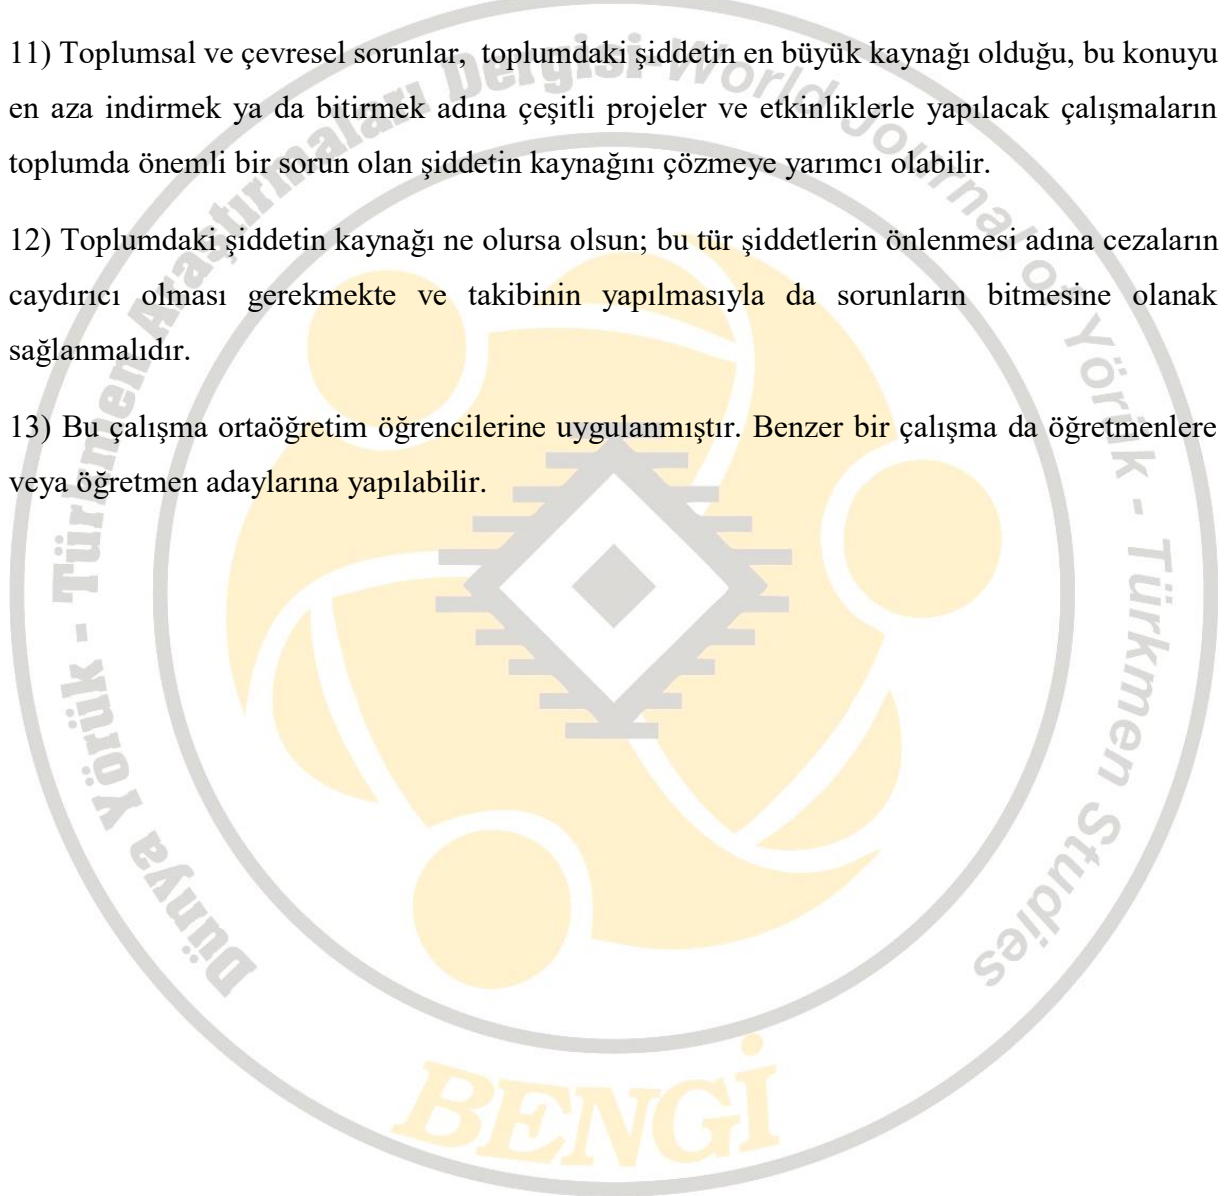 11) Toplumsal ve çevresel sorunlar, toplumdaki şiddetin en büyük kaynağı olduğu, bu konuyu
en aza indirmek ya da bitirmek adına çeşitli projeler ve etkinliklerle yapılacak çalışmaların
toplumda önemli bir sorun olan şiddetin kaynağını çözmeye yarımcı olabilir.
12) Toplumdaki şiddetin kaynağı ne olursa olsun; bu tür şiddetlerin önlenmesi adına cezaların
caydırıcı olması gerekmekte ve takibinin yapılmasıyla da sorunların bitmesine olanak
sağlanmalıdır.
13) Bu çalışma ortaöğretim öğrencilerine uygulanmıştır. Benzer bir çalışma da öğretmenlere
veya öğretmen adaylarına yapılabilir.
Dünya Yörük - Türkmen Araştırmaları Dergisi-World Journal of Yörük - Türkmen Studies
BENGİ